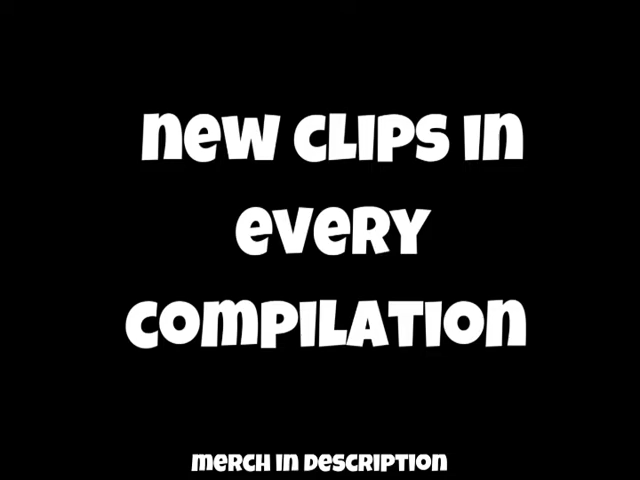 new clips in
every
compilation
merch in description